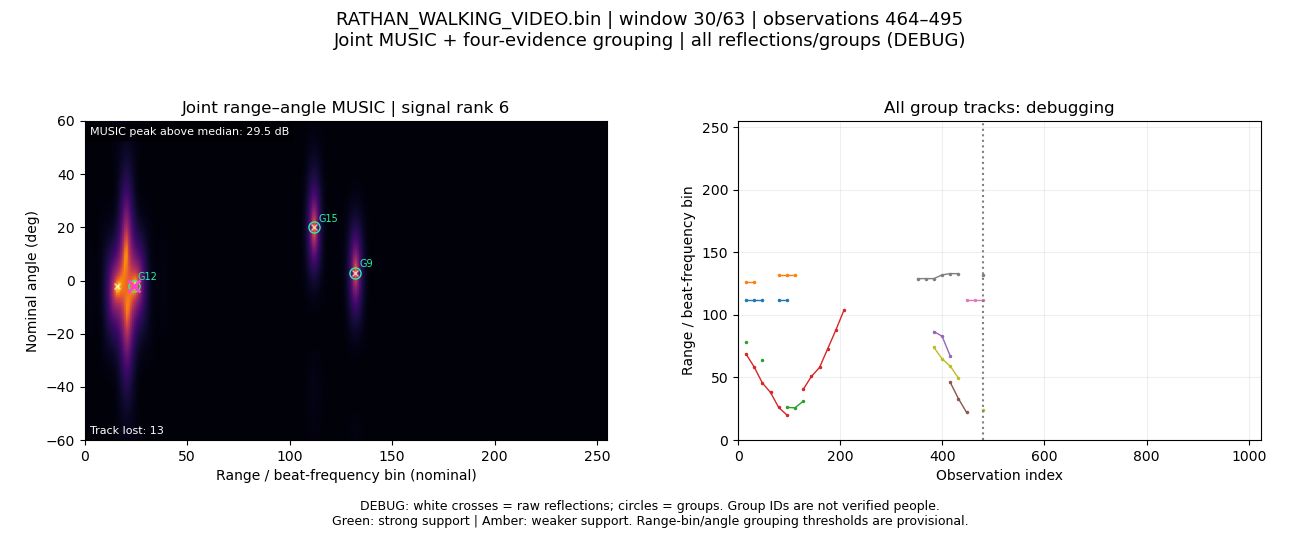 RATHAN_WALKING_VIDEO.bin | window 30/63 | observations 464–495
Joint MUSIC + four-evidence grouping | all reflections/groups (DEBUG)
Joint range–angle MUSIC | signal rank 6
MUSIC peak above median: 29.5 dB
G15
G9
G12
Track lost: 13
Nominal angle (deg)
60
40
20
0
−20
−40
−60
0
50
100
150
200
250
Range / beat-frequency bin (nominal)
All group tracks: debugging
Range / beat-frequency bin
250
200
150
100
50
0
0
200
400
600
800
1000
Observation index
DEBUG: white crosses = raw reflections; circles = groups. Group IDs are not verified people.
Green: strong support | Amber: weaker support. Range-bin/angle grouping thresholds are provisional.